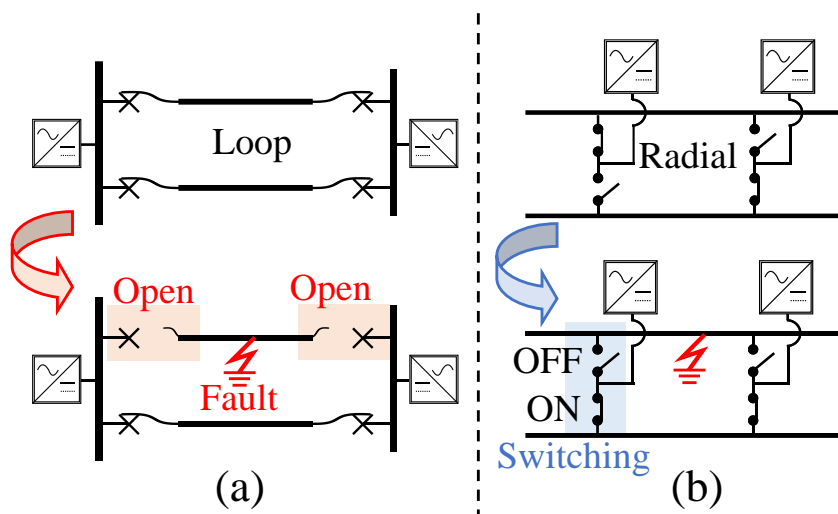 Loop
Open
Open
Fault
(a)
Radial
OFF
ON
Switching
(b)